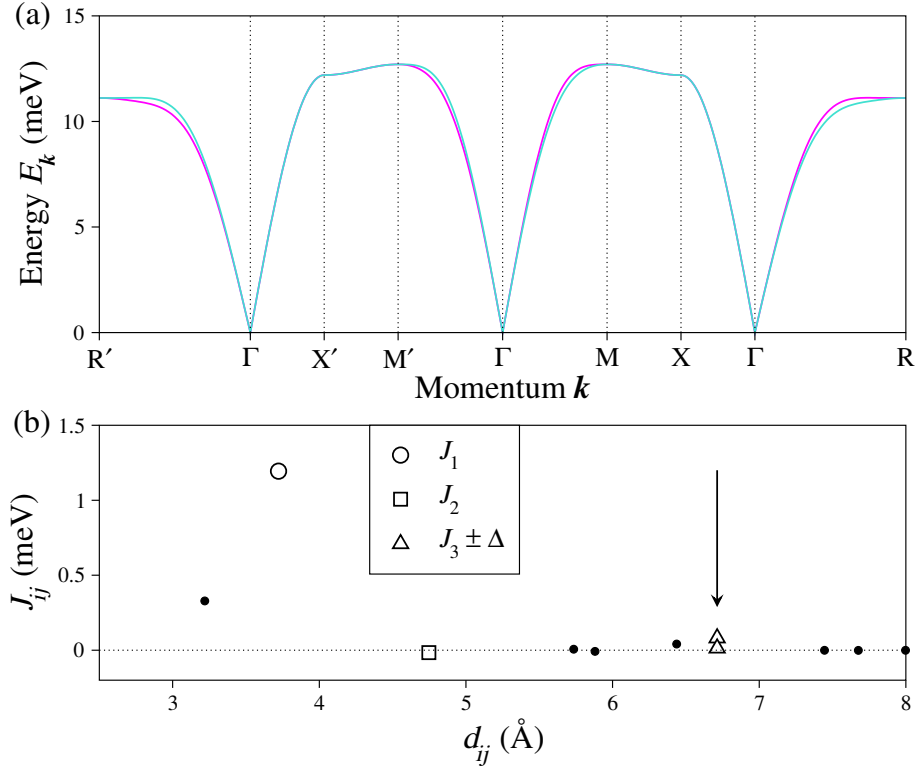 (a)
15
10
5
0
Energy E_k (meV)
R′ Γ X′ M′ Γ M X Γ R
Momentum k
(b)
1.5
1
0.5
0
J_ij (meV)
J_1
J_2
J_3 ± Δ
3 4 5 6 7 8
d_ij (Å)